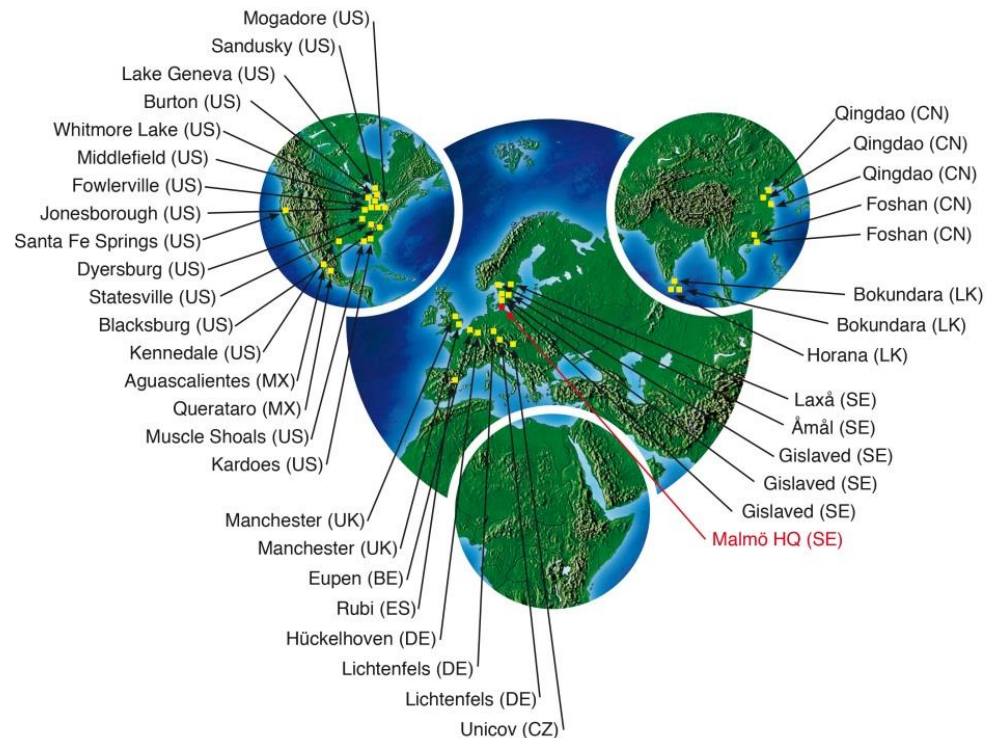 Mogadore (US)
Sandusky (US)
Lake Geneva (US)
Burton (US)
Whitmore Lake (US)
Middlefield (US)
Fowlerville (US)
Jonesborough (US)
Santa Fe Springs (US)
Dyersburg (US)
Statesville (US)
Blacksburg (US)
Kennedale (US)
Aguascalientes (MX)
Querataro (MX)
Muscle Shoals (US)
Kardoes (US)
Manchester (UK)
Manchester (UK)
Eupen (BE)
Rubi (ES)
Hückelhoven (DE)
Lichtenfels (DE)
Lichtenfels (DE)
Unicov (CZ)
Qingdao (CN)
Qingdao (CN)
Qingdao (CN)
Foshan (CN)
Foshan (CN)
Bokundara (LK)
Bokundara (LK)
Horana (LK)
Laxå (SE)
Åmål (SE)
Gislaved (SE)
Gislaved (SE)
Gislaved (SE)
Malmö HQ (SE)